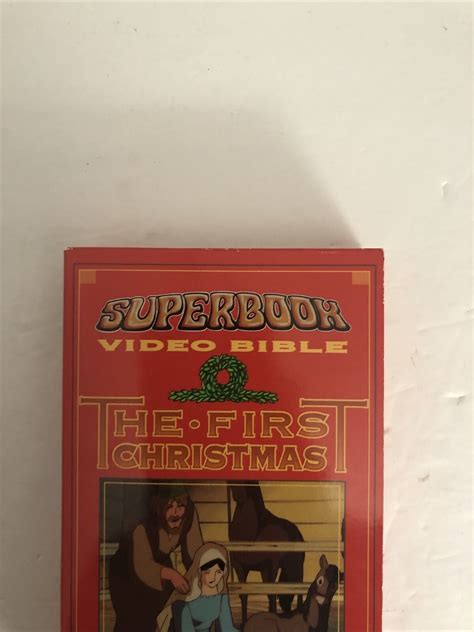 SUPERBOOK
VIDEO BIBLE
THE·FIRST
CHRISTMAS